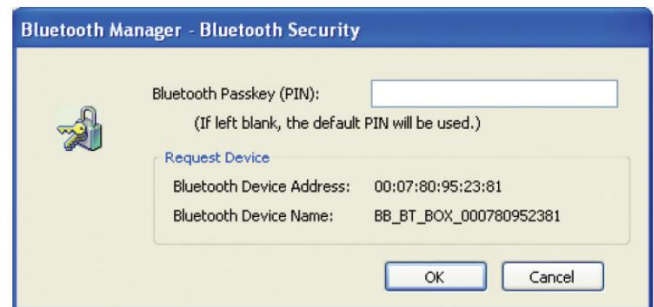 Bluetooth Manager - Bluetooth Security
Bluetooth Passkey (PIN):
(If left blank, the default PIN will be used.)
Request Device
Bluetooth Device Address: 00:07:80:95:23:81
Bluetooth Device Name: BB_BT_BOX_000780952381
OK Cancel